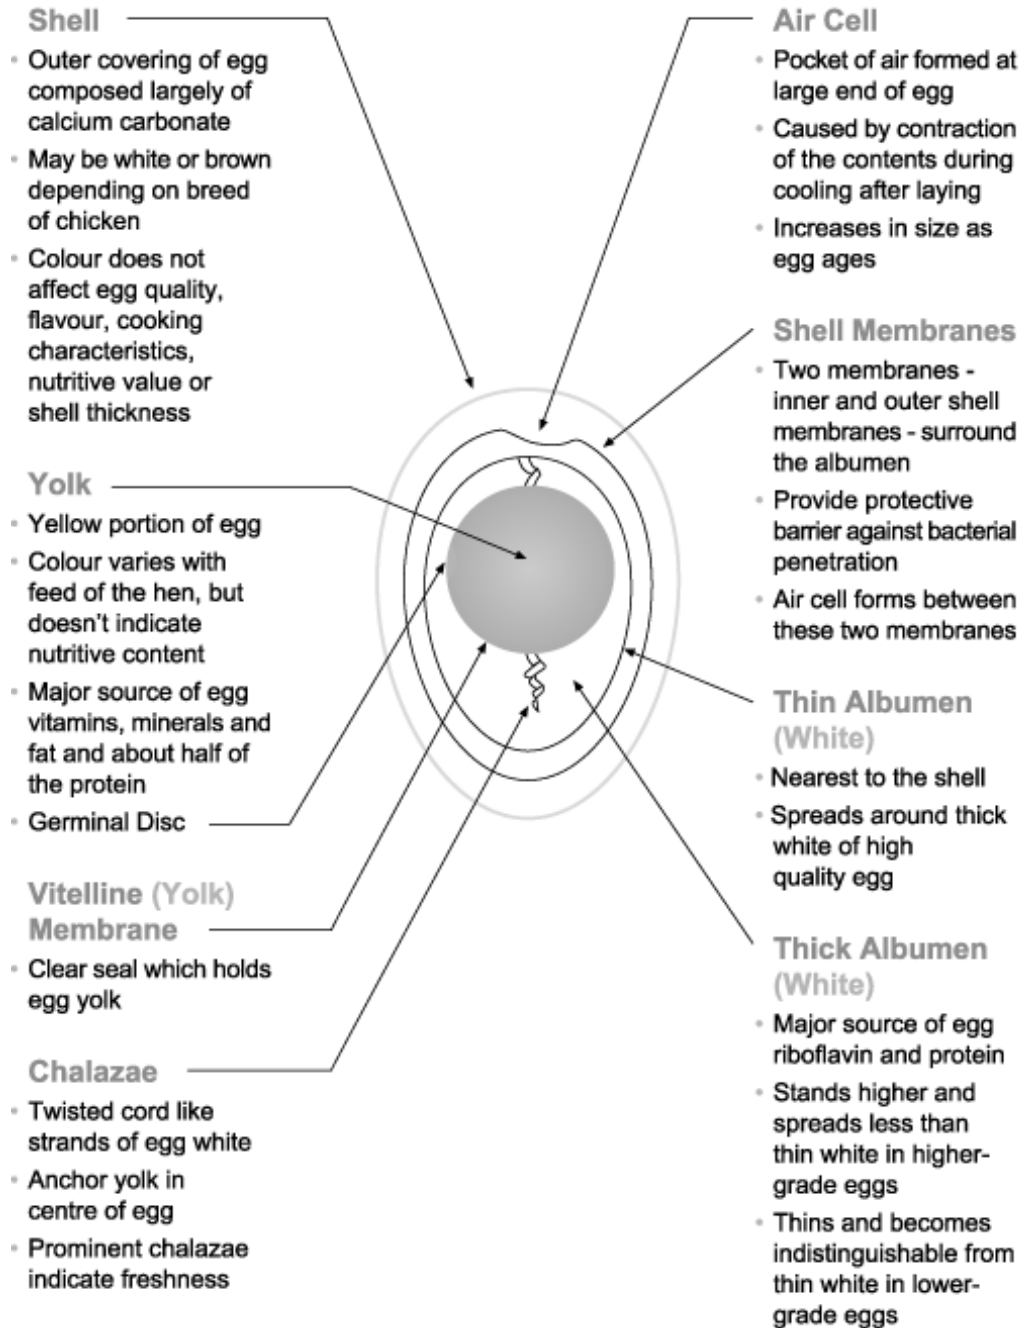 Shell
• Outer covering of egg
composed largely of
calcium carbonate
• May be white or brown
depending on breed
of chicken
• Colour does not
affect egg quality,
flavour, cooking
characteristics,
nutritive value or
shell thickness
Yolk
• Yellow portion of egg
• Colour varies with
feed of the hen, but
doesn't indicate
nutritive content
• Major source of egg
vitamins, minerals and
fat and about half of
the protein
• Germinal Disc
Vitelline (Yolk)
Membrane
• Clear seal which holds
egg yolk
Chalazae
• Twisted cord like
strands of egg white
• Anchor yolk in
centre of egg
• Prominent chalazae
indicate freshness
Air Cell
• Pocket of air formed at
large end of egg
• Caused by contraction
of the contents during
cooling after laying
• Increases in size as
egg ages
Shell Membranes
• Two membranes -
inner and outer shell
membranes - surround
the albumen
• Provide protective
barrier against bacterial
penetration
• Air cell forms between
these two membranes
Thin Albumen
(White)
• Nearest to the shell
• Spreads around thick
white of high
quality egg
Thick Albumen
(White)
• Major source of egg
riboflavin and protein
• Stands higher and
spreads less than
thin white in higher-
grade eggs
• Thins and becomes
indistinguishable from
thin white in lower-
grade eggs